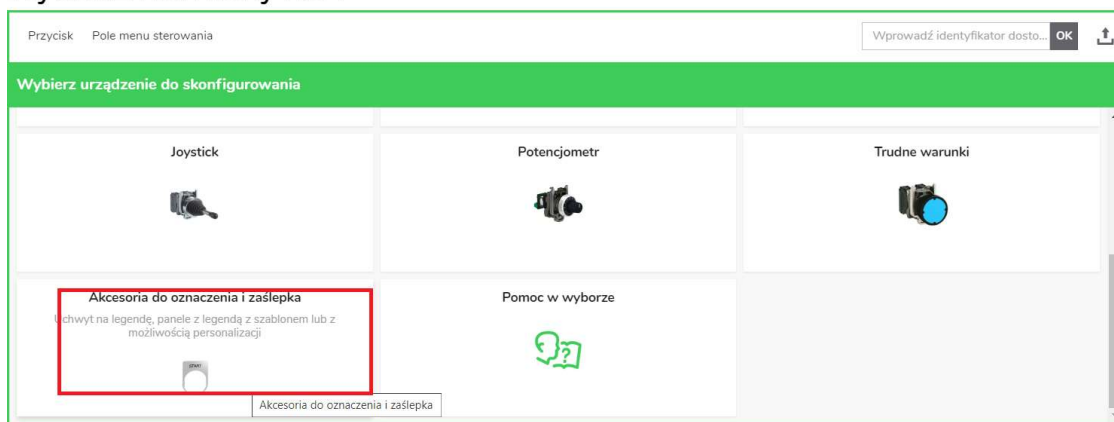 Przycisk Pole menu sterowania
Wprowadź identyfikator dosto... OK
Wybierz urządzenie do skonfigurowania
Joystick
Potencjometr
Trudne warunki
Akcesoria do oznaczenia i zaślepka
Uchwyt na legendę, panele z legendą z szablonem lub z
możliwością personalizacji
START
Pomoc w wyborze
?
Akcesoria do oznaczenia i zaślepka